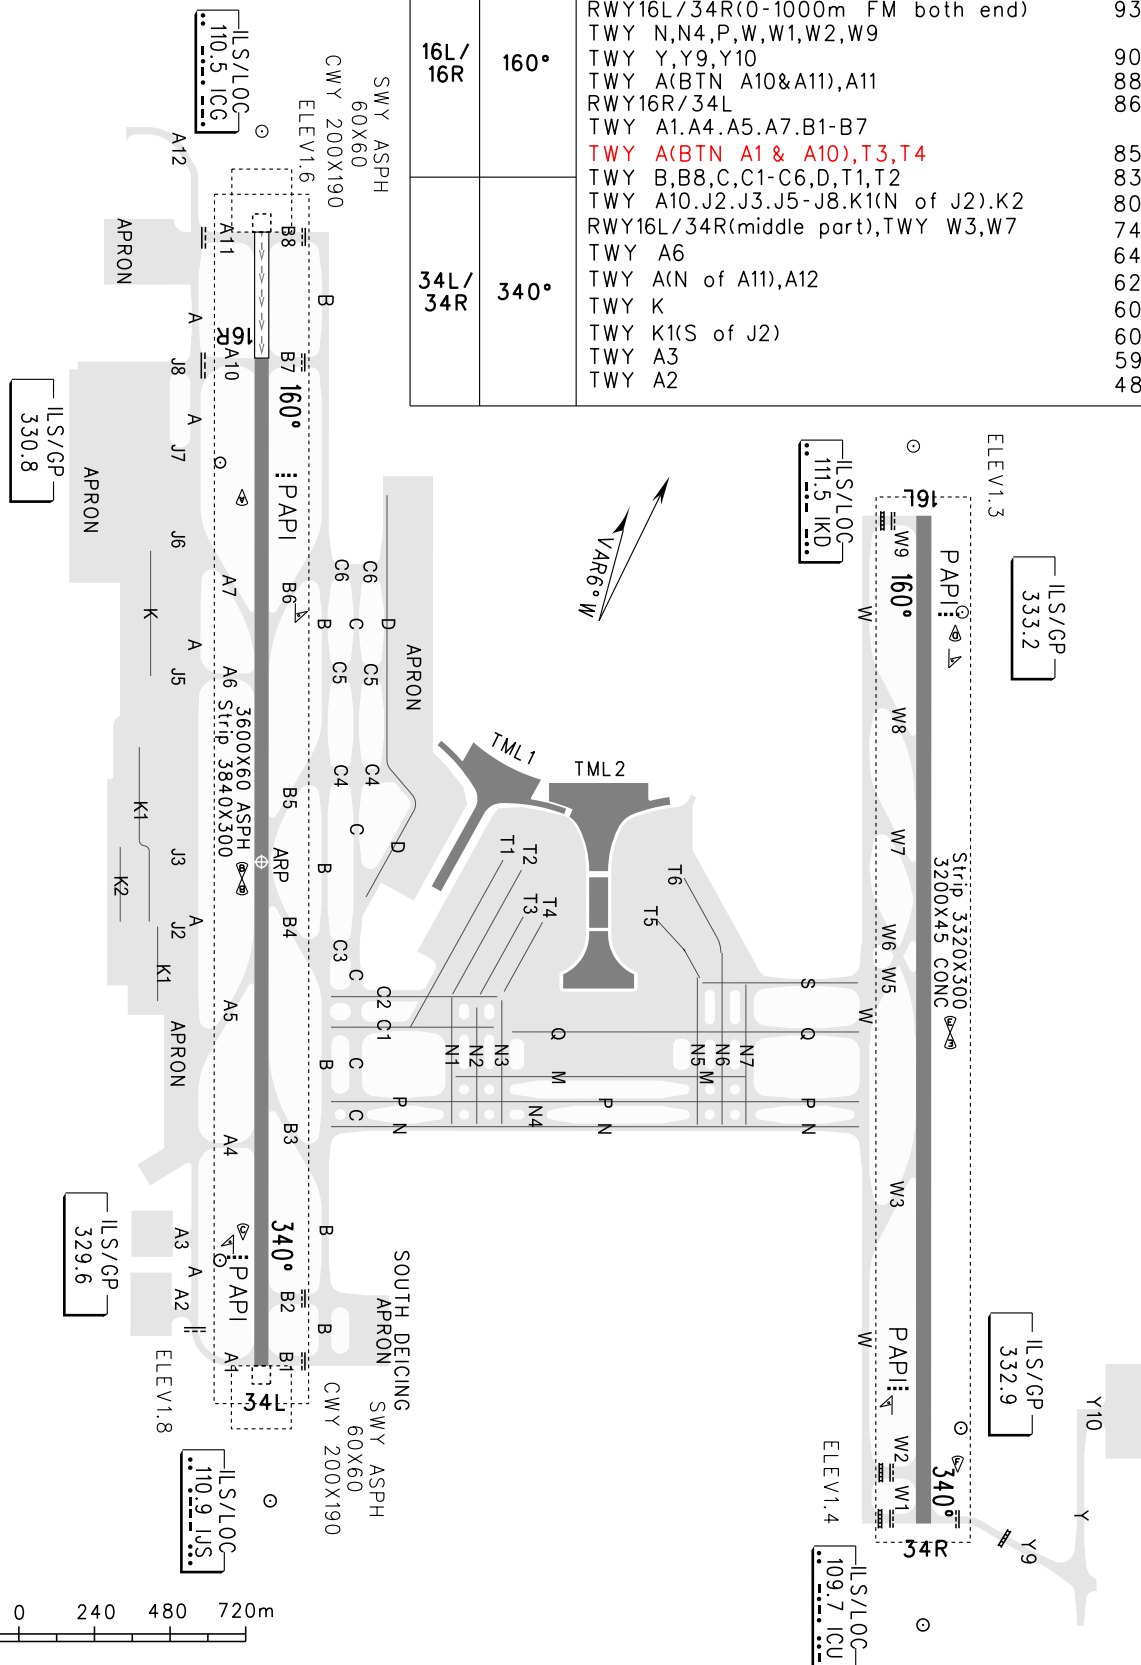 RWY16L/34R(0-1000m FM both end) 93
TWY N,N4,P,W,W1,W2,W9
TWY Y,Y9,Y10 90
TWY A(BTN A10&A11),A11 88
RWY16R/34L 86
TWY A1.A4.A5.A7.B1-B7
TWY A(BTN A1 & A10),T3,T4 85
TWY B,B8,C,C1-C6,D,T1,T2 83
TWY A10.J2.J3.J5-J8.K1(N of J2).K2 80
RWY16L/34R(middle part),TWY W3,W7 74
TWY A6 64
TWY A(N of A11),A12 62
TWY K 60
TWY K1(S of J2) 60
TWY A3 59
TWY A2 48
16L/
16R
160°
34L/
34R
340°
ILS/LOC
110.5 ICG
SWY ASPH
60X60
CWY 200X190
ELEV1.6
A12
APRON
A11
B8
B
A
16R
J8
A10
B7
160°
A
J7
PAPI
ILS/GP
330.8
APRON
J6
A7
B6
C6
C6
B
C
D
K
A
J5
A6
C5
C5
APRON
3600X60 ASPH
Strip 3840X300
B5
C4
C4
K1
C
D
J3
ARP
B
K2
A
J2
B4
C3
C
K1
A5
C2
C1
APRON
B
C
P
C
N
A4
B3
A3
A
A2
340°
B
PAPI
B2
B
A1
B1
ILS/GP
329.6
ELEV1.8
34L
SOUTH DEICING
APRON
SWY ASPH
60X60
CWY 200X190
ILS/LOC
110.9 IJS
VAR6°W
TML1
TML2
T1
T2
T3
T4
T5
T6
N1
N2
N3
Q
M
N4
P
N
N5
N6
N7
M
S
Q
P
N
ILS/LOC
111.5 IKD
ELEV1.3
16L
W9
160°
PAPI
ILS/GP
333.2
W
W8
W7
Strip 3320X300
3200X45 CONC
W6
W5
W
W3
W
PAPI
ILS/GP
332.9
W2
W1
340°
34R
ELEV1.4
ILS/LOC
109.7 ICU
Y10
Y
Y9
0 240 480 720m